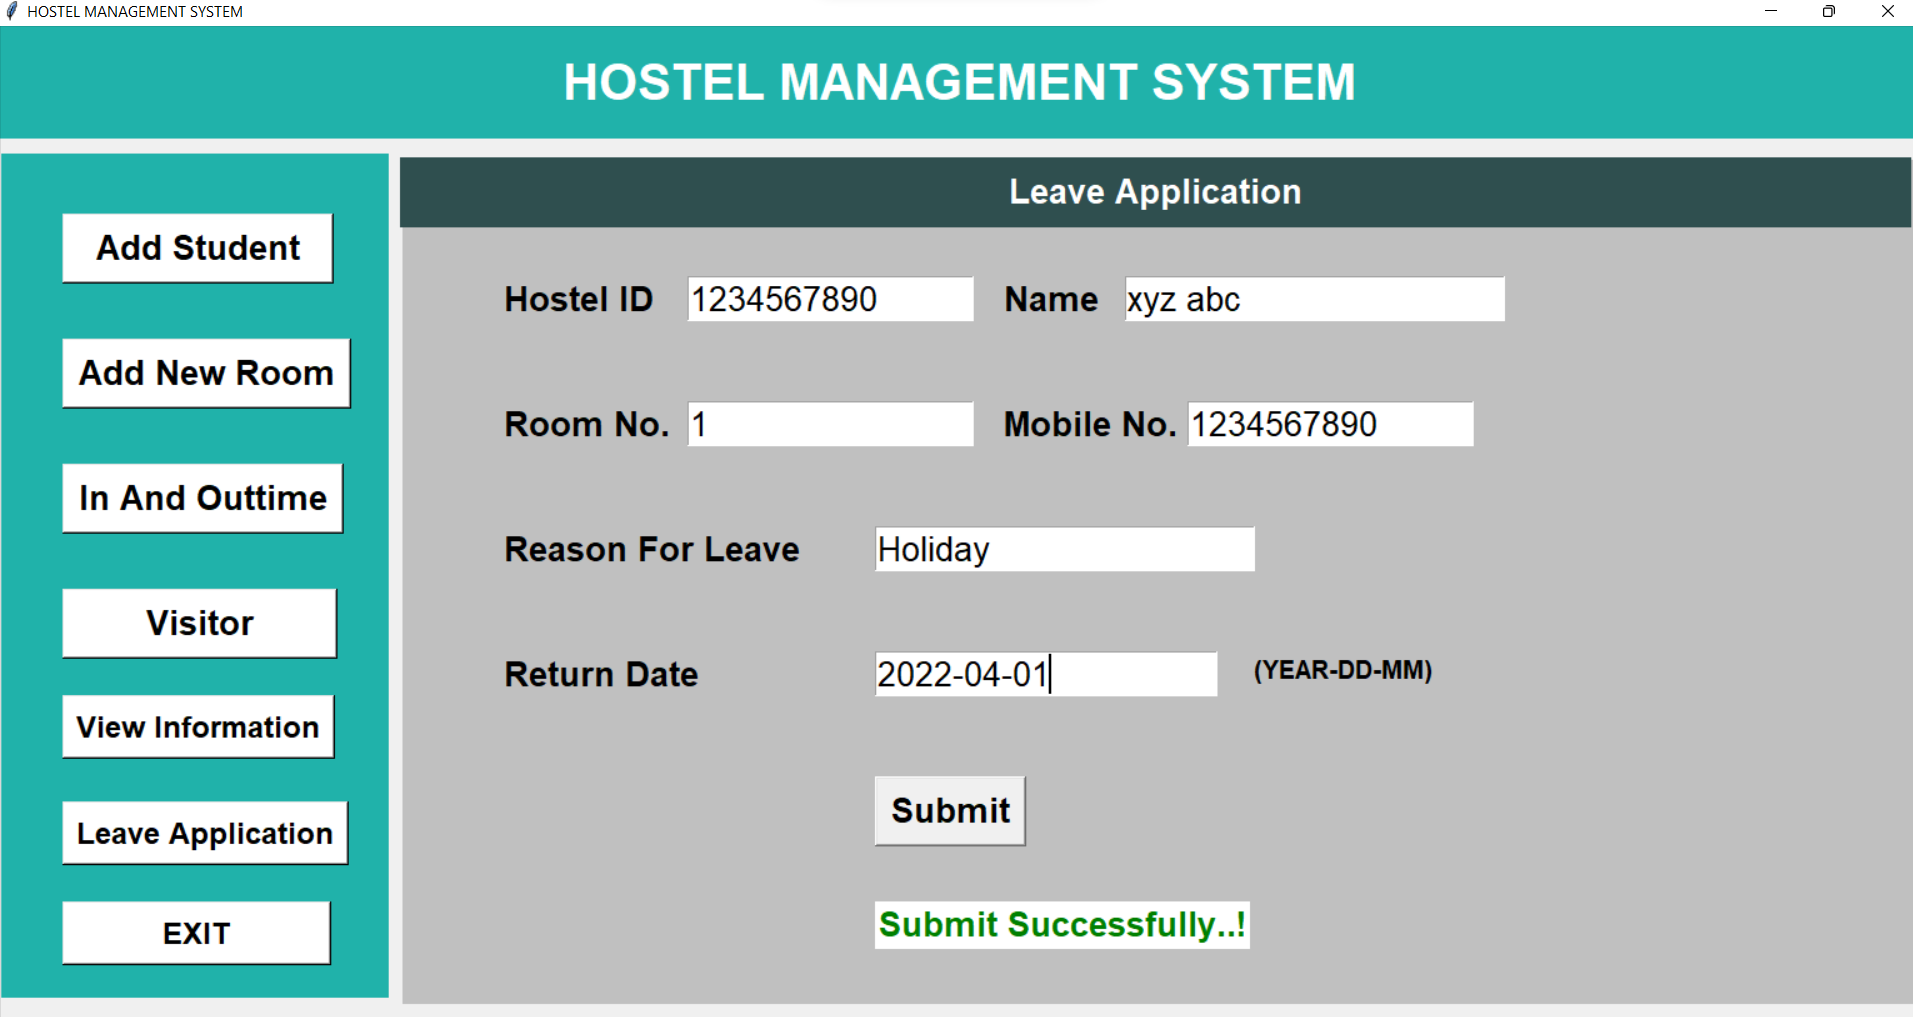 HOSTEL MANAGEMENT SYSTEM
HOSTEL MANAGEMENT SYSTEM
Add Student
Add New Room
In And Outtime
Visitor
View Information
Leave Application
EXIT
Leave Application
Hostel ID 1234567890 Name xyz abc
Room No. 1 Mobile No. 1234567890
Reason For Leave Holiday
Return Date 2022-04-01 (YEAR-DD-MM)
Submit
Submit Successfully..!